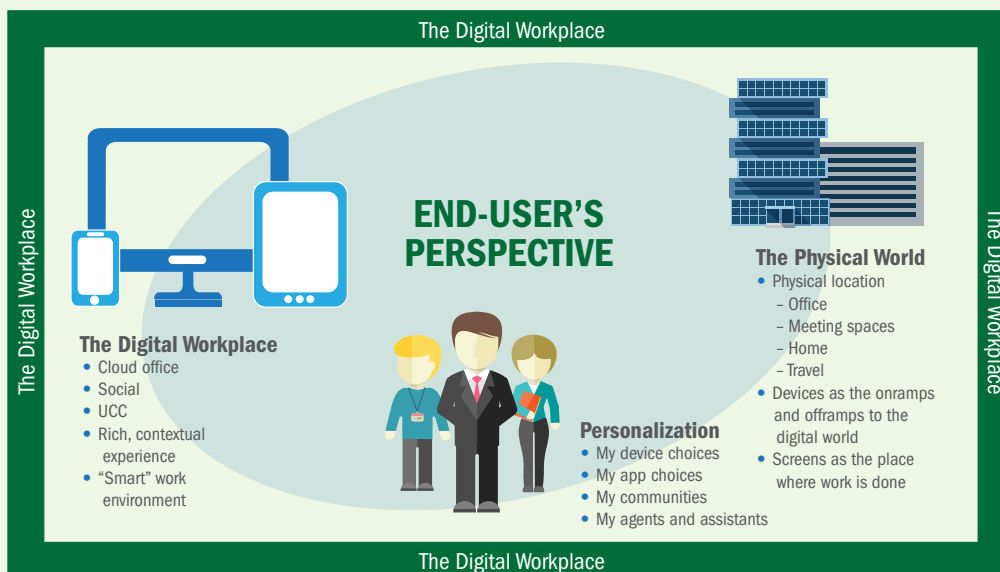 The Digital Workplace
The Digital Workplace
END-USER’S
PERSPECTIVE
The Digital Workplace
• Cloud office
• Social
• UCC
• Rich, contextual
experience
• “Smart” work
environment
Personalization
• My device choices
• My app choices
• My communities
• My agents and assistants
The Physical World
• Physical location
– Office
– Meeting spaces
– Home
– Travel
• Devices as the onramps
and offramps to the
digital world
• Screens as the place
where work is done
The Digital Workplace
The Digital Workplace